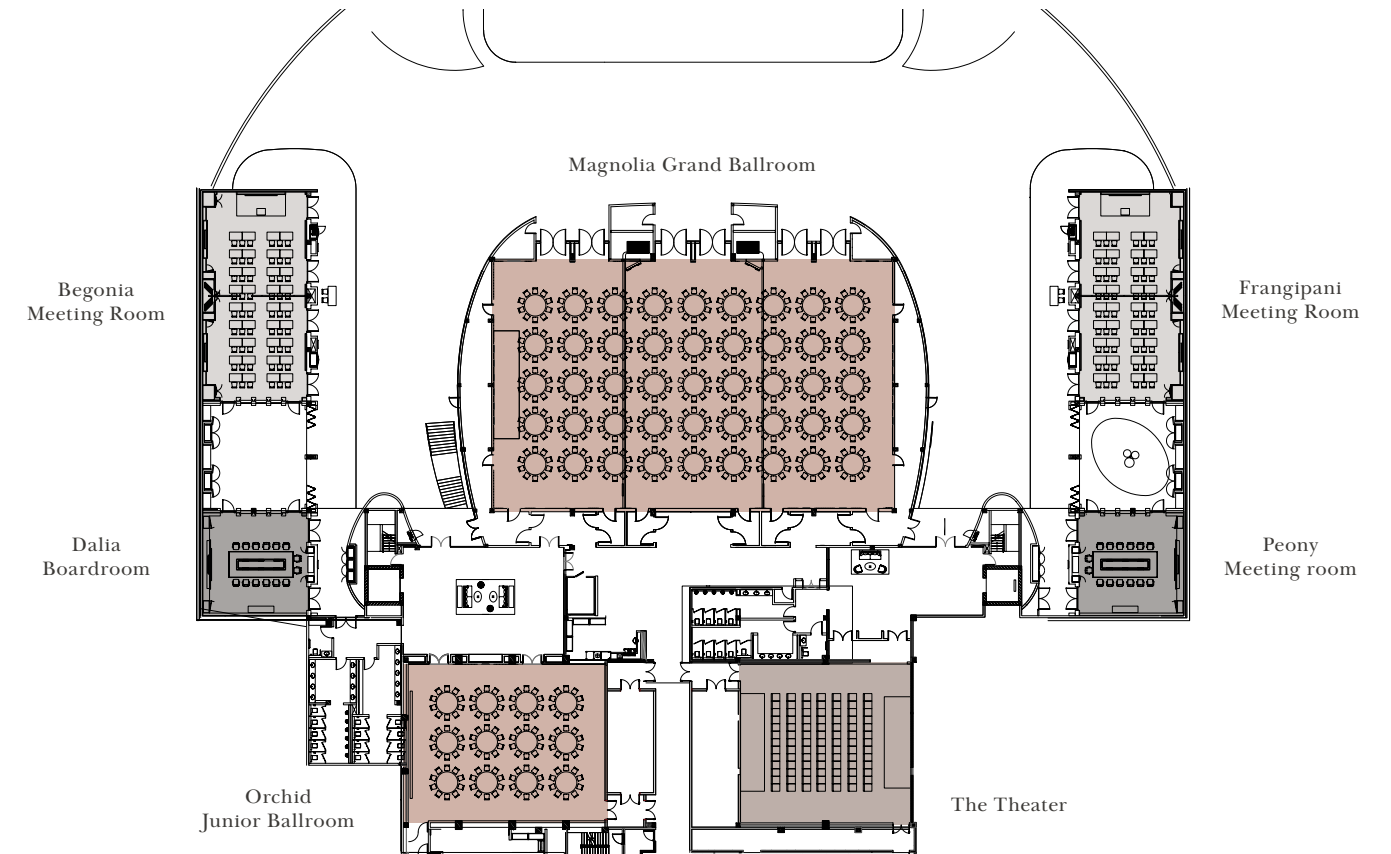 Magnolia Grand Ballroom
Begonia
Meeting Room
Frangipani
Meeting Room
Dalia
Boardroom
Peony
Meeting room
Orchid
Junior Ballroom
The Theater